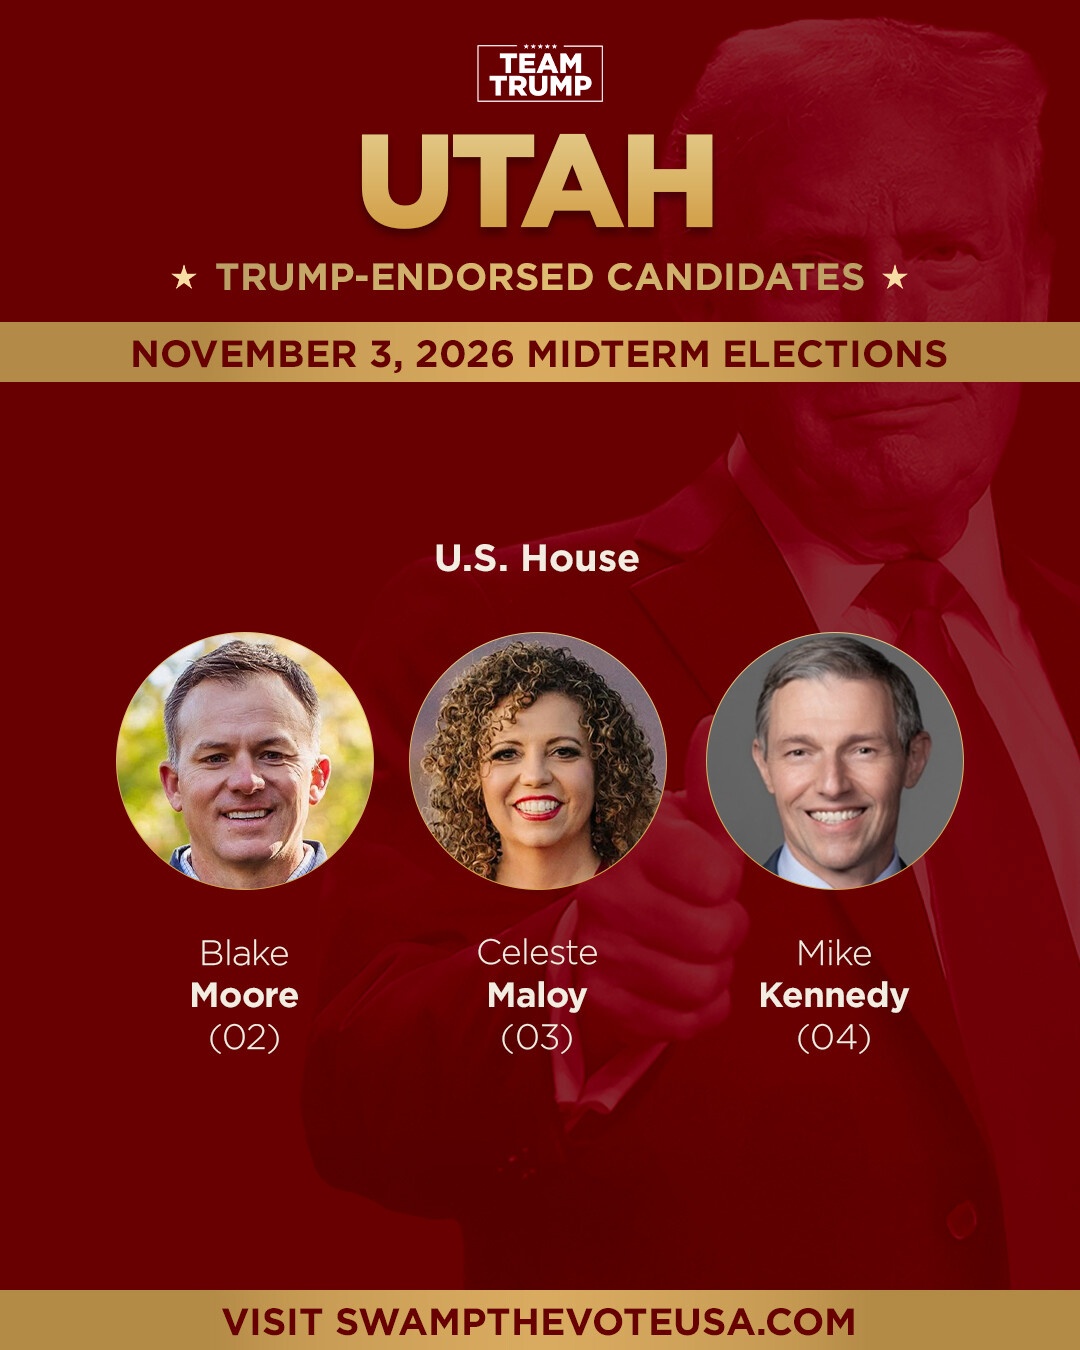 TEAM
TRUMP
UTAH
TRUMP-ENDORSED CANDIDATES
NOVEMBER 3, 2026 MIDTERM ELECTIONS
U.S. House
Blake
Moore
(02)
Celeste
Maloy
(03)
Mike
Kennedy
(04)
VISIT SWAMPTHEVOTEUSA.COM